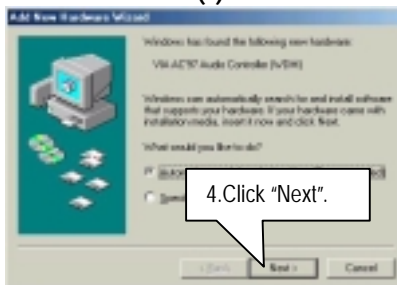 Add New Hardware Wizard
Windows has found the following new hardware:
VIA AC'97 Audio Controller (WDM)
Windows can automatically search for and install software
that supports your hardware. If your hardware came with
installation media, insert it now and click Next.
What would you like to do?
4.Click "Next".
< Back
Next >
Cancel